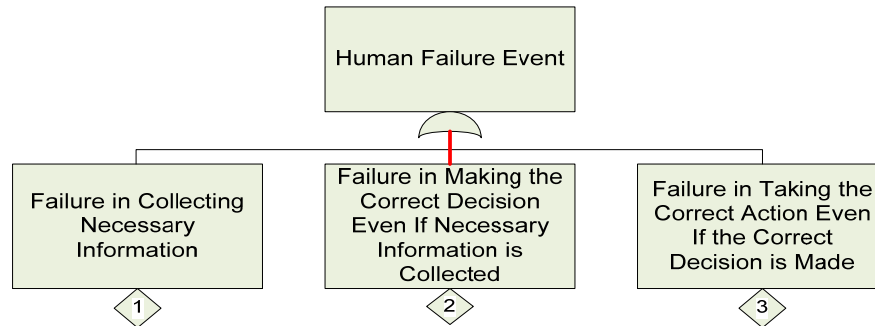 Human Failure Event
Failure in Collecting
Necessary
Information
Failure in Making the
Correct Decision
Even If Necessary
Information is
Collected
Failure in Taking the
Correct Action Even
If the Correct
Decision is Made
1
2
3